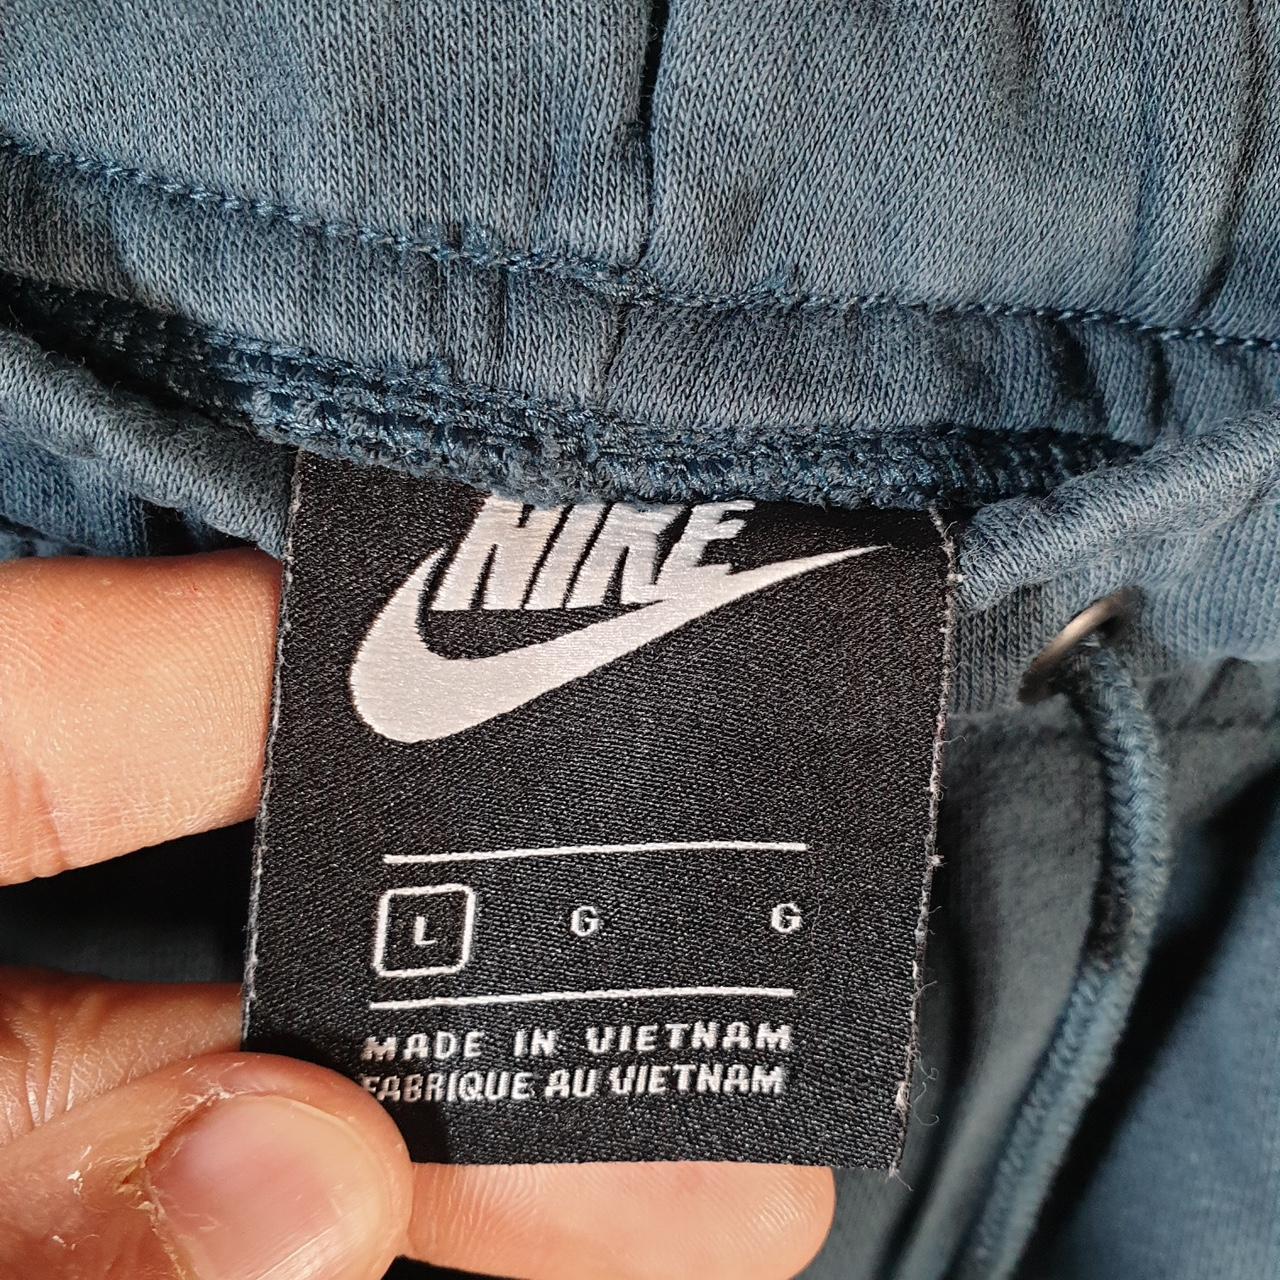 NIKE
L G G
MADE IN VIETNAM
FABRIQUE AU VIETNAM